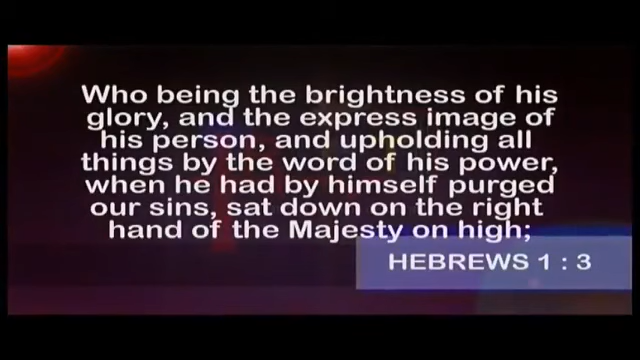 Who being the brightness of his
glory, and the express image of
his person, and upholding all
things by the word of his power,
when he had by himself purged
our sins, sat down on the right
hand of the Majesty on high;
HEBREWS 1 : 3